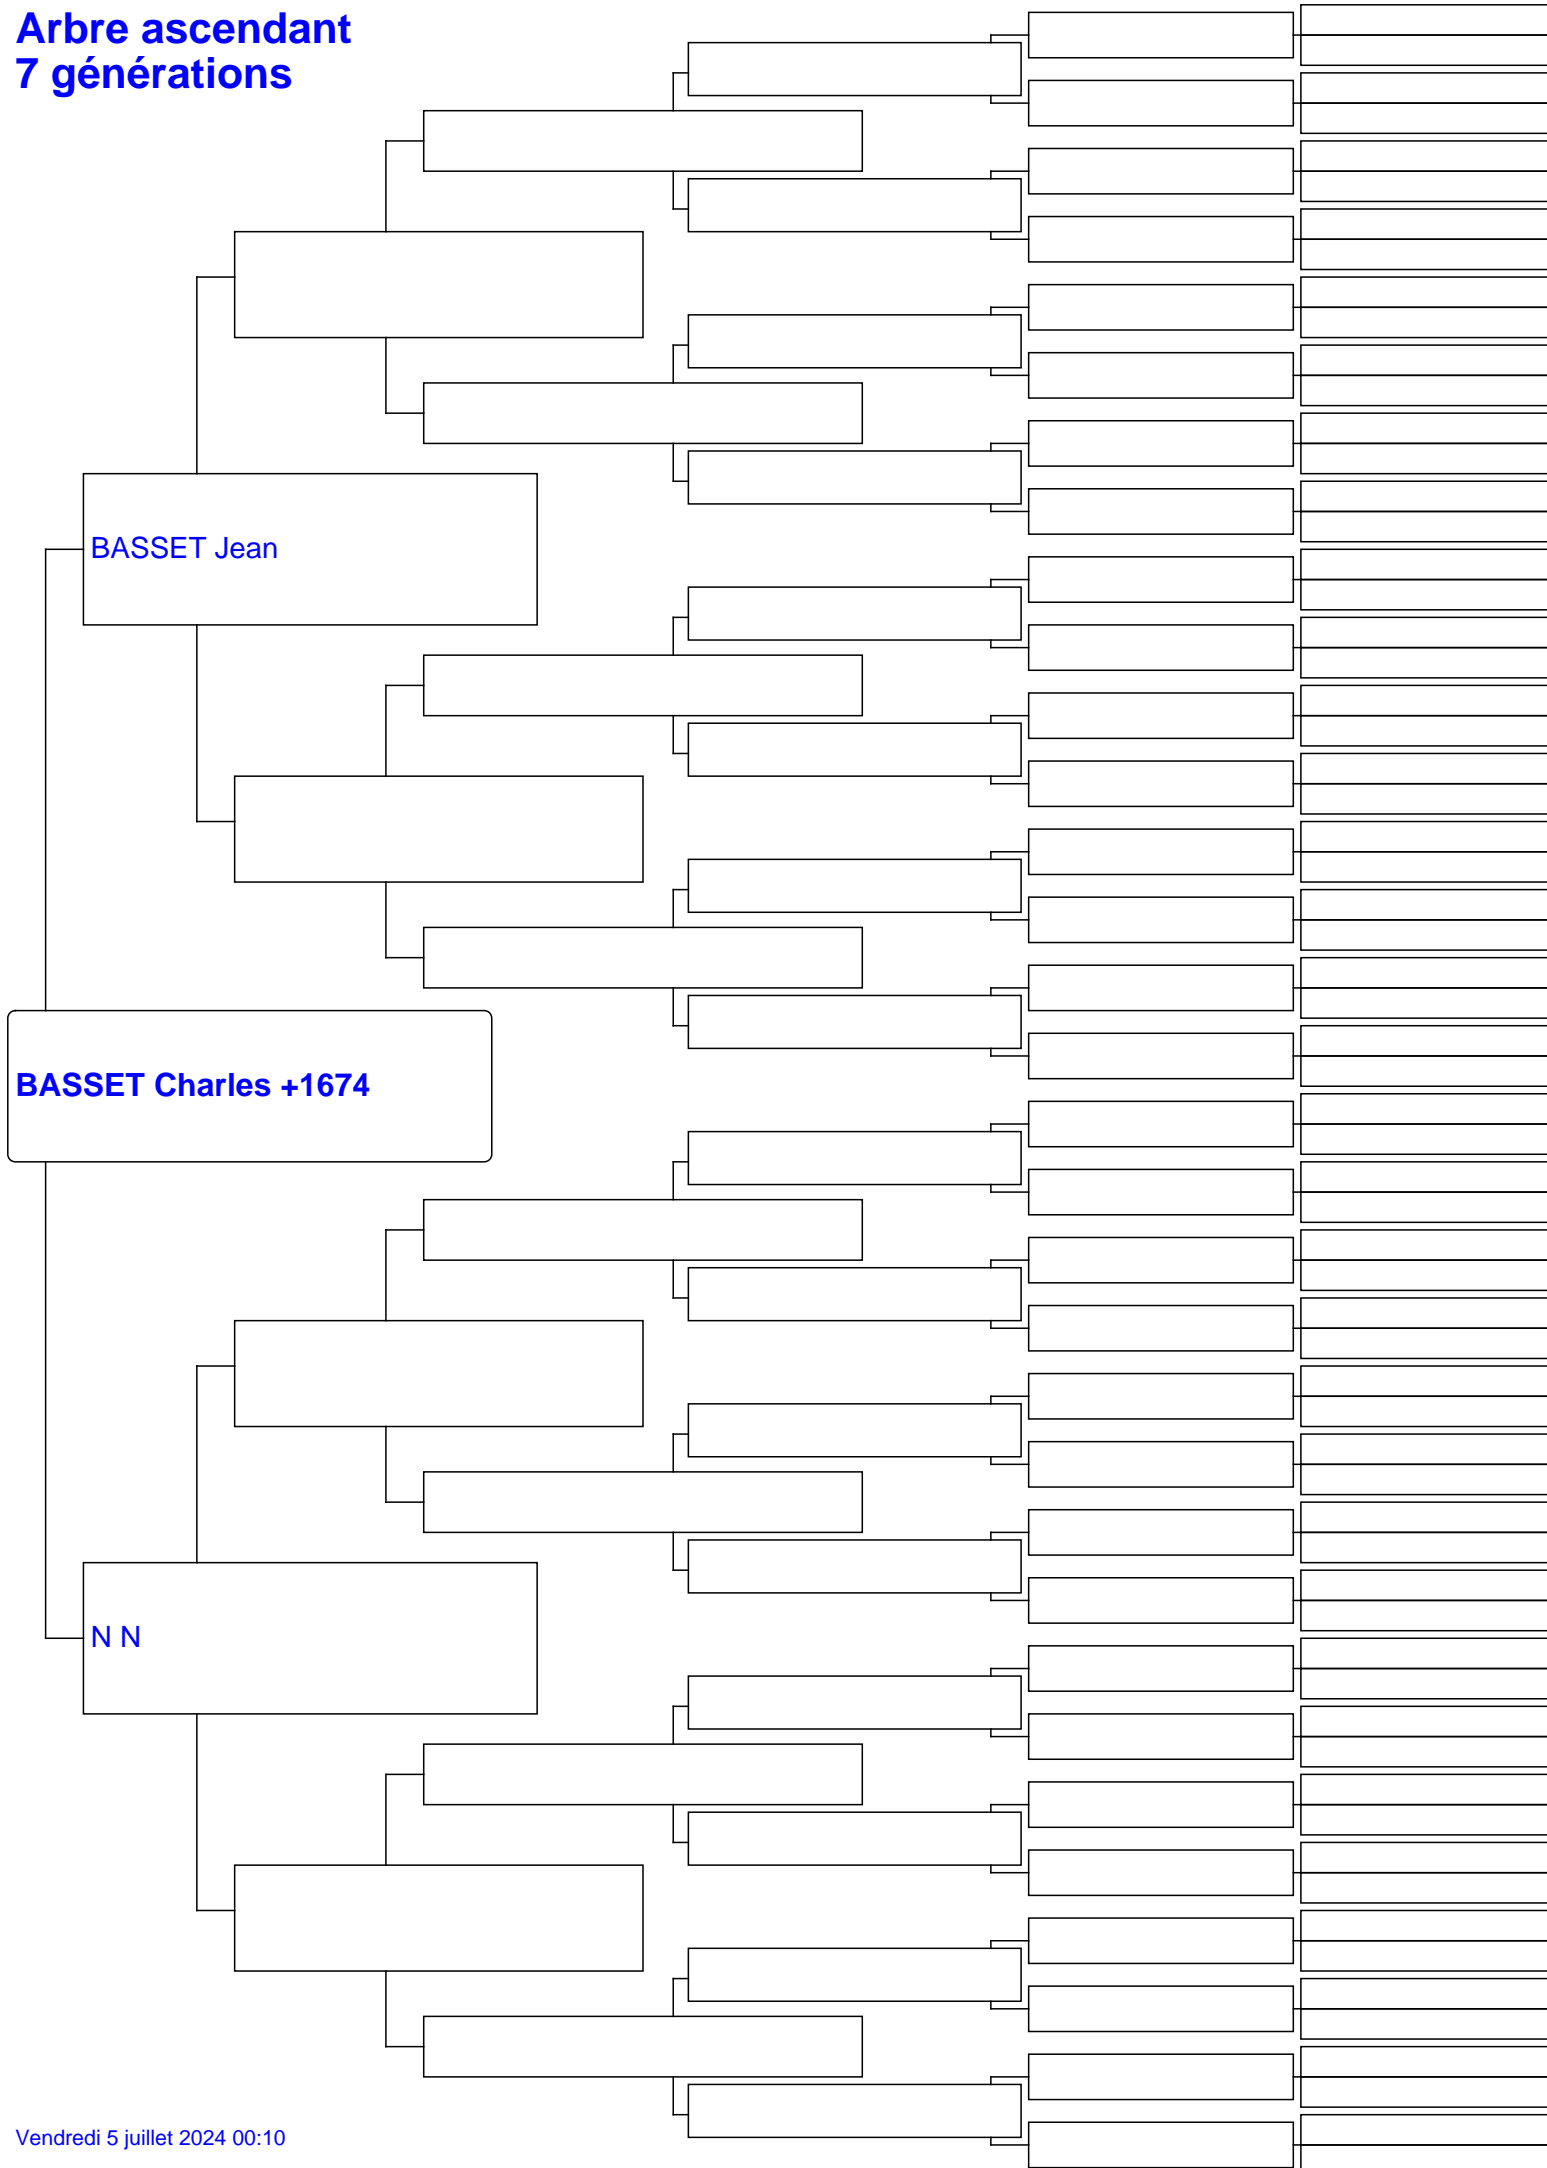 Arbre ascendant
7 générations
BASSET Jean
BASSET Charles +1674
N N
Vendredi 5 juillet 2024 00:10